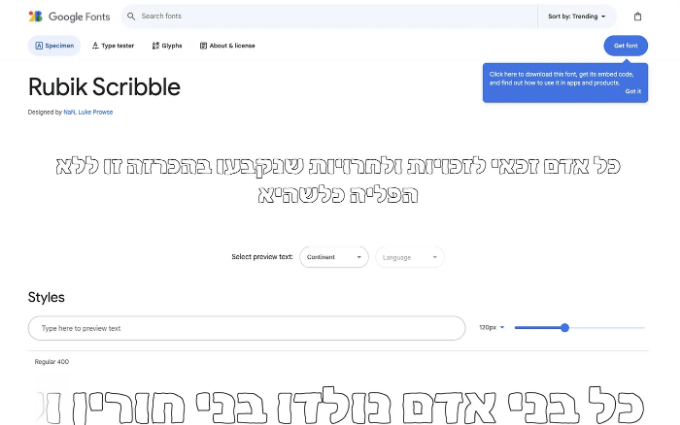 Google Fonts
Search fonts
Sort by: Trending
Specimen
Type tester
Glyphs
About & license
Get font
Click here to download this font, get its embed code,
and find out how to use it in apps and products.
Got it
Rubik Scribble
Designed by NaN, Luke Prowse
כל אדם זכאי לזכויות ולחרויות שנקבעו בהכרזה זו ללא
הפליה כלשהיא
Select preview text:
Continent
Language
Styles
Type here to preview text
120px
Regular 400
כל בני אדם נולדו בני חורין